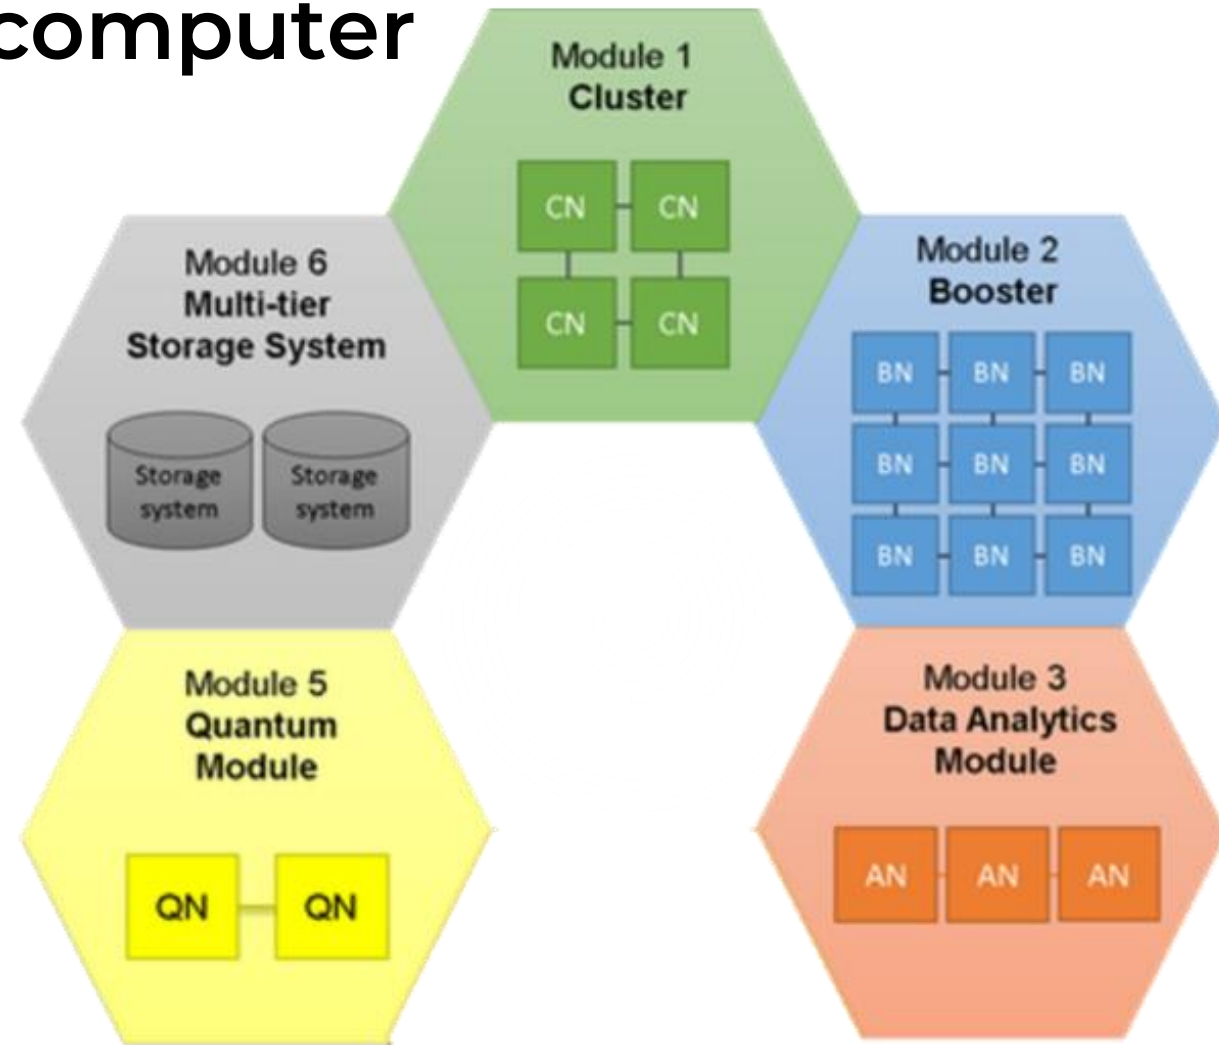 computer
Module 1
Cluster
CN CN
CN CN
Module 2
Booster
BN BN BN
BN BN BN
BN BN BN
Module 3
Data Analytics
Module
AN AN AN
Module 5
Quantum
Module
QN QN
Module 6
Multi-tier
Storage System
Storage
system
Storage
system